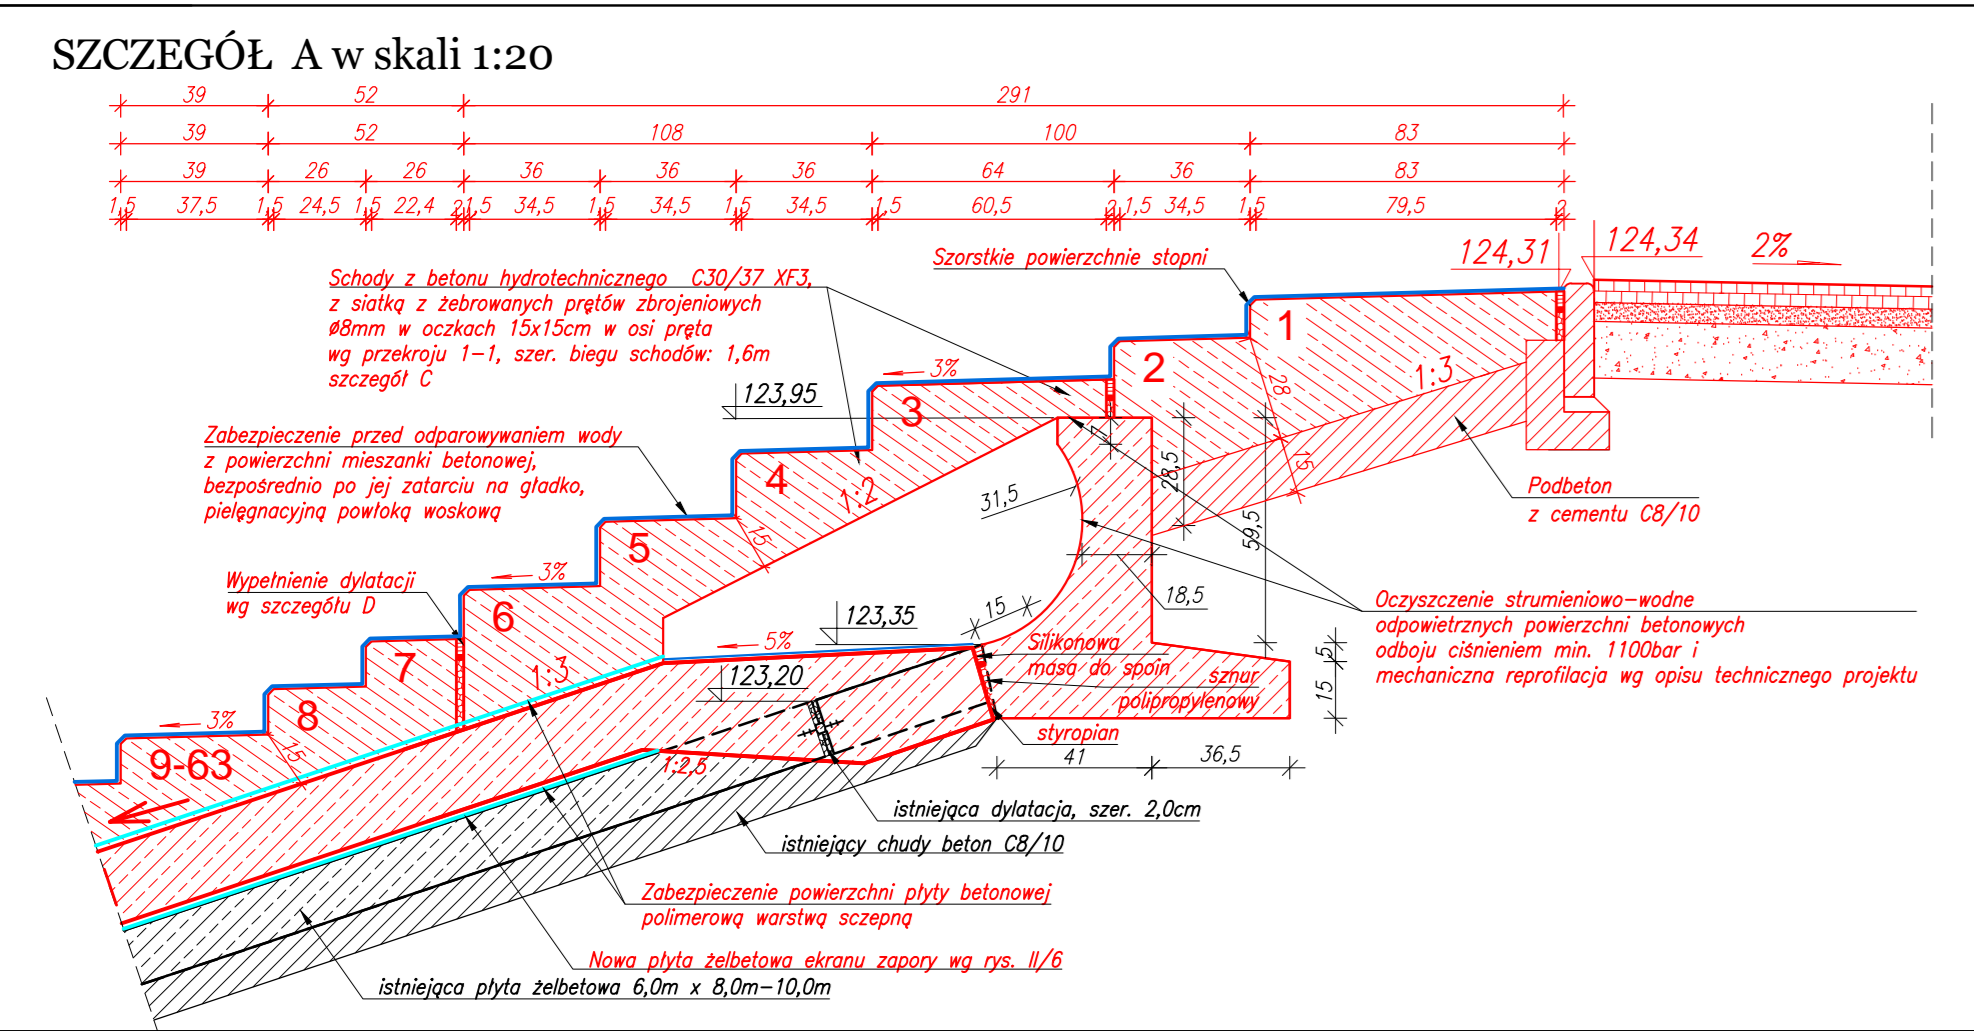 SZCZEGÓŁ A w skali 1:20
39 52 291
39 52 108 100 83
39 26 26 36 36 36 64 36 83
1,5 37,5 1,5 24,5 1,5 22,4 2 1,5 34,5 1,5 34,5 1,5 34,5 1,5 60,5 2 1,5 34,5 1,5 79,5 2
124,31 124,34 2%
Szorstkie powierzchnie stopni
Schody z betonu hydrotechnicznego C30/37 XF3,
z siatką z żebrowanych prętów zbrojeniowych
ø8mm w oczkach 15x15cm w osi pręta
wg przekroju 1-1, szer. biegu schodów: 1,6m
szczegół C
1
2
3%
3
28
1:3
123,95
Zabezpieczenie przed odparowywaniem wody
z powierzchni mieszanki betonowej,
bezpośrednio po jej zatarciu na gładko,
pielęgnacyjną powłoką woskową
4
1:2
15
31,5
28,5
59,5
15
Podbeton
z cementu C8/10
5
3%
Wypełnienie dylatacji
wg szczegółu D
6
7
8
9-63
3%
15
1:3
15
18,5
123,35
5%
123,20
Silikonowa
masa do spoin
sznur
polipropylenowy
styropian
Oczyszczenie strumieniowo-wodne
odpowietrznych powierzchni betonowych
odboju ciśnieniem min. 1100bar i
mechaniczna reprofilacja wg opisu technicznego projektu
5
15
41
36,5
1:2,5
istniejąca dylatacja, szer. 2,0cm
istniejący chudy beton C8/10
Zabezpieczenie powierzchni płyty betonowej
polimerową warstwą sczepną
Nowa płyta żelbetowa ekranu zapory wg rys. II/6
istniejąca płyta żelbetowa 6,0m x 8,0m-10,0m